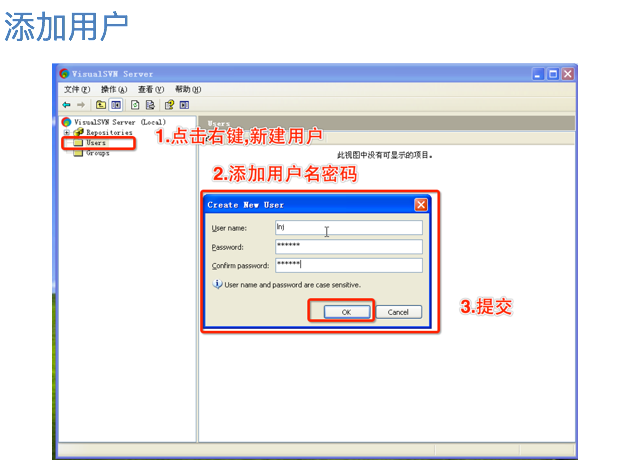 添加用户
VisualSVN Server
文件(F) 操作(A) 查看(V) 帮助(H)
VisualSVN Server (Local)
Repositories
Users
Groups
Users
1.点击右键,新建用户
此视图中没有可显示的项目。
2.添加用户名密码
Create New User
User name:
lnj
Password:
******
Confirm password:
******
User name and password are case sensitive.
OK Cancel
3.提交